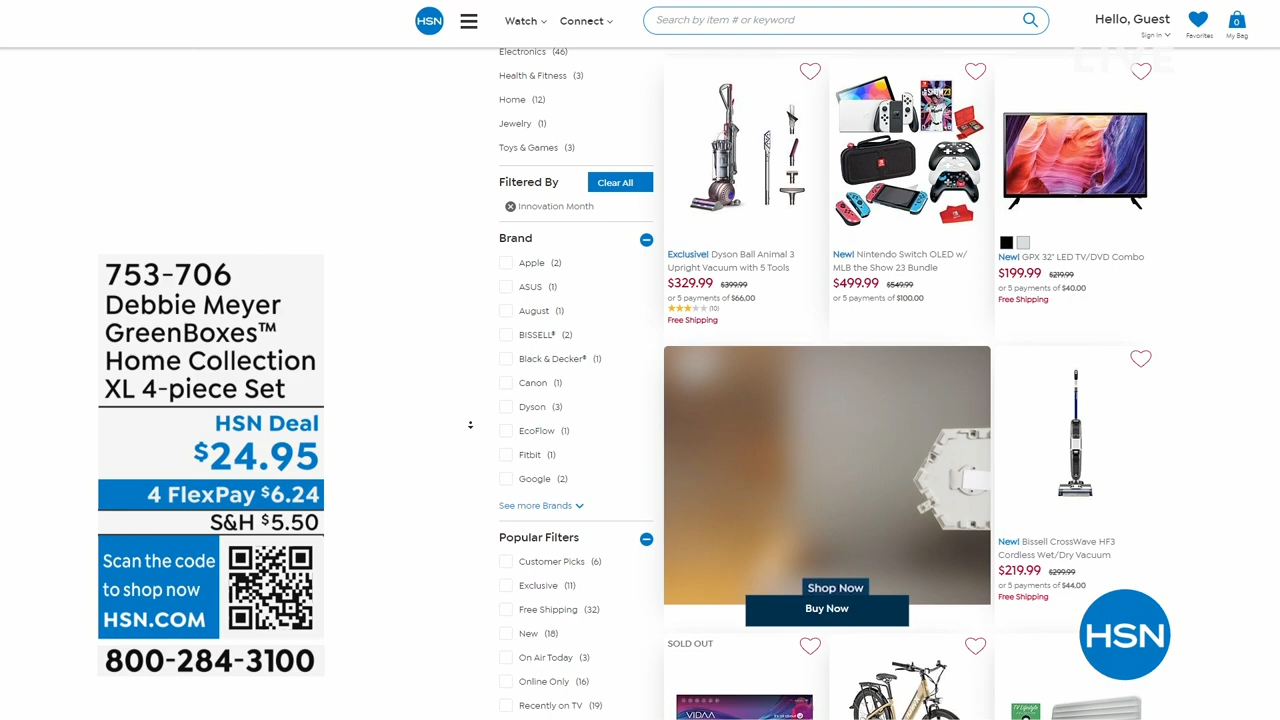 HSN
Watch
Connect
Search by item # or keyword
Hello, Guest
Sign in
Favorites
0
My Bag
LIVE
Electronics (46)
Health & Fitness (3)
Home (12)
Jewelry (1)
Toys & Games (3)
Filtered By
Clear All
Innovation Month
Brand
Apple (2)
ASUS (1)
August (1)
BISSELL® (2)
Black & Decker® (1)
Canon (1)
Dyson (3)
EcoFlow (1)
Fitbit (1)
Google (2)
See more Brands
Popular Filters
Customer Picks (6)
Exclusive (11)
Free Shipping (32)
New (18)
On Air Today (3)
Online Only (16)
Recently on TV (19)
Exclusive! Dyson Ball Animal 3
Upright Vacuum with 5 Tools
$329.99 $399.99
or 5 payments of $66.00
(10)
Free Shipping
New! Nintendo Switch OLED w/
MLB the Show 23 Bundle
$499.99 $549.99
or 5 payments of $100.00
New! GPX 32" LED TV/DVD Combo
$199.99 $219.99
or 5 payments of $40.00
Free Shipping
Shop Now
Buy Now
New! Bissell CrossWave HF3
Cordless Wet/Dry Vacuum
$219.99 $299.99
or 5 payments of $44.00
Free Shipping
SOLD OUT
VIDAA
TV Lifestyle
HSN
753-706
Debbie Meyer
GreenBoxes™
Home Collection
XL 4-piece Set
HSN Deal
$24.95
4 FlexPay $6.24
S&H $5.50
Scan the code
to shop now
HSN.COM
800-284-3100